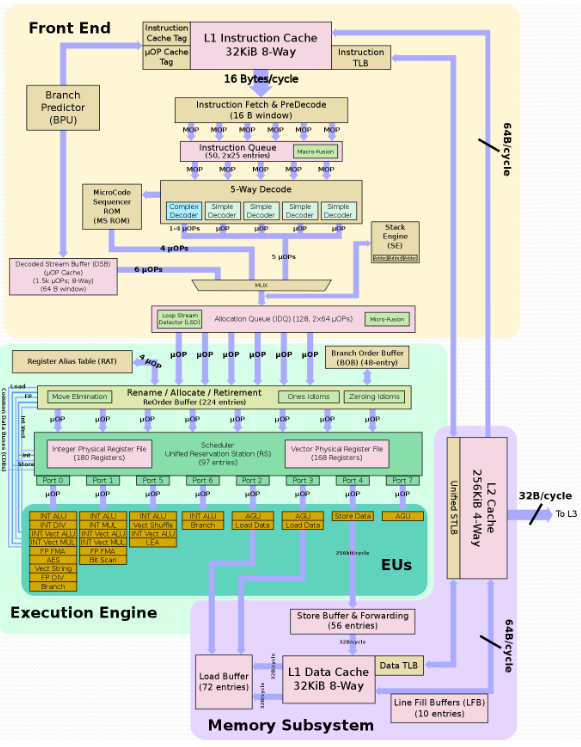 Front End
Instruction
Cache Tag
µOP Cache
Tag
L1 Instruction Cache
32KiB 8-Way
Instruction
TLB
16 Bytes/cycle
Branch
Predictor
(BPU)
Instruction Fetch & PreDecode
(16 B window)
MOP MOP MOP MOP MOP MOP
Instruction Queue
(50, 2x25 entries)
Macro-Fusion
MOP MOP MOP MOP MOP
64B/cycle
5-Way Decode
MicroCode
Sequencer
ROM
(MS ROM)
Complex
Decoder
Simple
Decoder
Simple
Decoder
Simple
Decoder
Simple
Decoder
1-4 µOPs µOP µOP µOP µOP
Stack
Engine
(SE)
Adder Adder Adder
4 µOPs
5 µOPs
Decoded Stream Buffer (DSB)
(µOP Cache)
(1.5k µOPs; 8-Way)
(64 B window)
6 µOPs
MUX
Loop Stream
Detector (LSD)
Allocation Queue (IDQ) (128, 2x64 µOPs)
Micro-Fusion
µOP µOP µOP µOP µOP µOP
Register Alias Table (RAT)
4 µOP
Branch Order Buffer
(BOB) (48-entry)
Common Data Buses (CDBs)
Load
FP
Int Vect
Int
Store
Move Elimination
Rename / Allocate / Retirement
ReOrder Buffer (224 entries)
Ones Idioms
Zeroing Idioms
µOP µOP µOP µOP µOP µOP µOP µOP
Integer Physical Register File
(180 Registers)
Scheduler
Unified Reservation Station (RS)
(97 entries)
Vector Physical Register File
(168 Registers)
Port 0 Port 1 Port 5 Port 6 Port 2 Port 3 Port 4 Port 7
µOP µOP µOP µOP µOP µOP µOP µOP
INT ALU
INT DIV
INT Vect ALU
INT Vect MUL
FP FMA
AES
Vect String
FP DIV
Branch
INT ALU
INT MUL
INT Vect ALU
INT Vect MUL
FP FMA
Bit Scan
INT ALU
Vect Shuffle
INT Vect ALU
LEA
INT ALU
Branch
AGU
Load Data
AGU
Load Data
Store Data
AGU
256bit/cycle
EUs
Execution Engine
Unified STLB
L2 Cache
256KiB 4-Way
32B/cycle
To L3
64B/cycle
Store Buffer & Forwarding
(56 entries)
32B/cycle
Load Buffer
(72 entries)
32B/cycle
32B/cycle
L1 Data Cache
32KiB 8-Way
Data TLB
Line Fill Buffers (LFB)
(10 entries)
Memory Subsystem